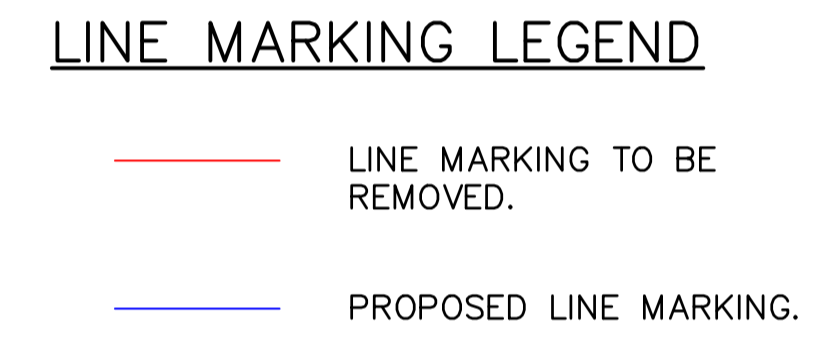 LINE MARKING LEGEND
LINE MARKING TO BE
REMOVED.
PROPOSED LINE MARKING.